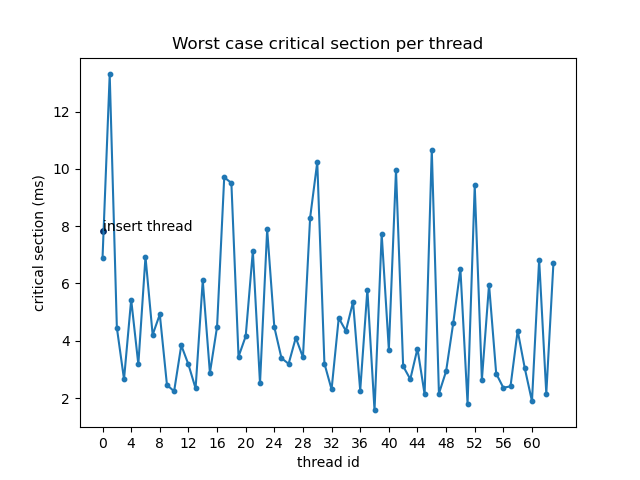 Worst case critical section per thread
critical section (ms)
12
10
8
6
4
2
insert thread
0 4 8 12 16 20 24 28 32 36 40 44 48 52 56 60
thread id